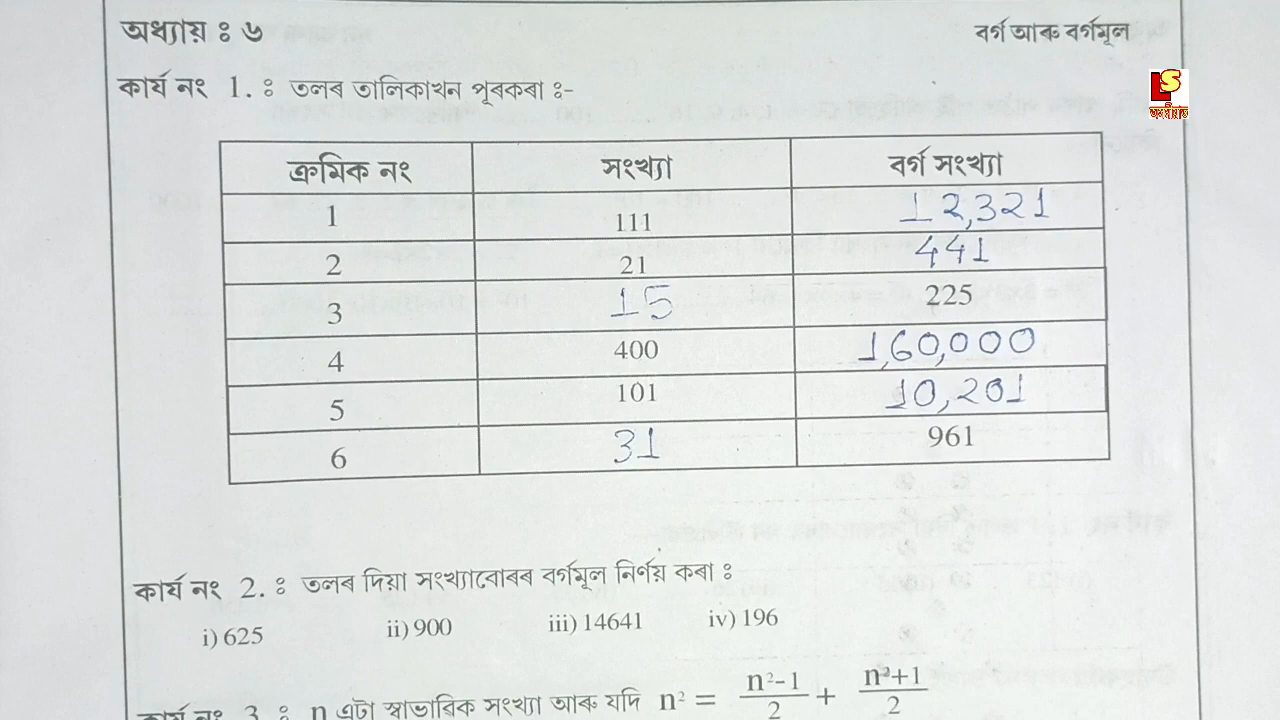 অধ্যায় ঃ ৬
বৰ্গ আৰু বৰ্গমূল
কাৰ্য নং 1. ঃ তলৰ তালিকাখন পূৰকৰা ঃ-
LS
ক্ৰমিক নং সংখ্যা বৰ্গ সংখ্যা
1 111 12,321
2 21 441
3 15 225
4 400 1,60,000
5 101 10,201
6 31 961
কাৰ্য নং 2. ঃ তলৰ দিয়া সংখ্যাবোৰৰ বৰ্গমূল নিৰ্ণয় কৰা ঃ
i) 625 ii) 900 iii) 14641 iv) 196
কাৰ্য নং 3 ঃ n এটা স্বাভাৱিক সংখ্যা আৰু যদি n² = n²-1/2 + n²+1/2